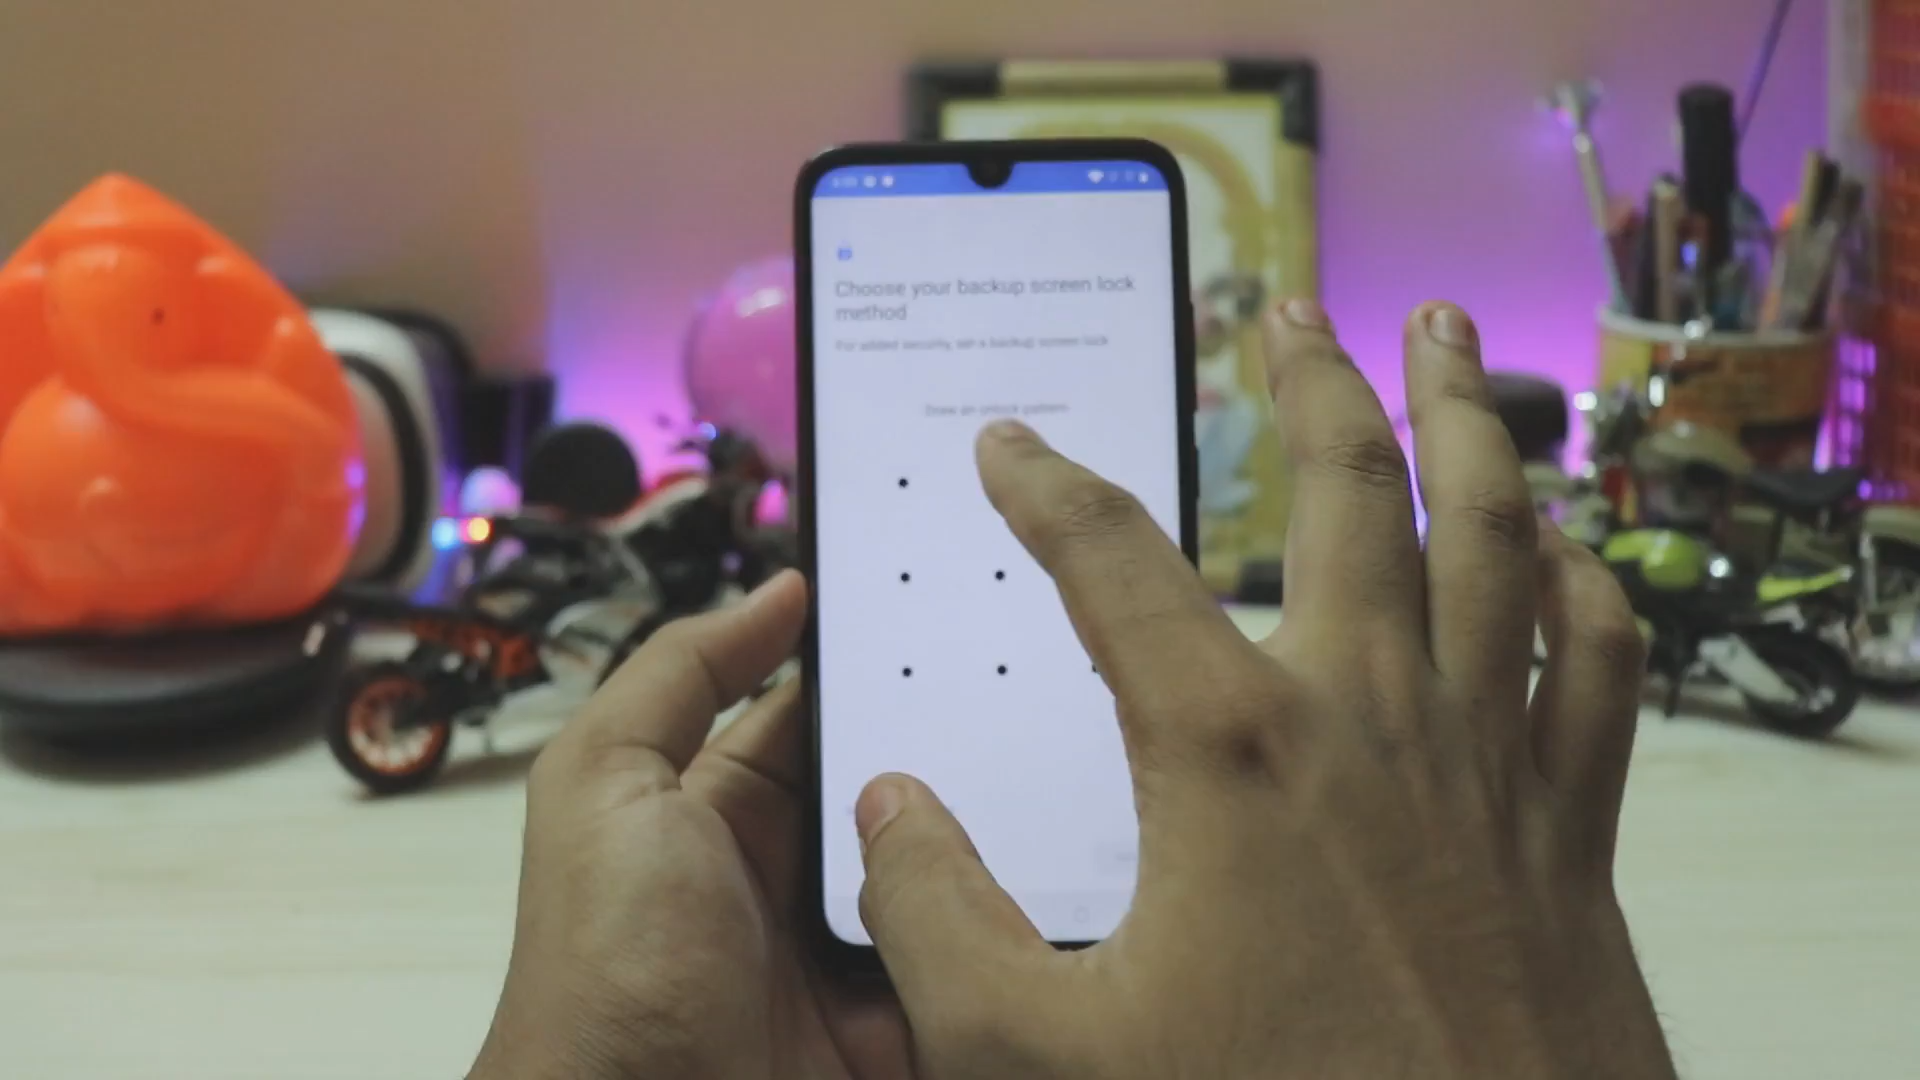 Choose your backup screen lock
method
For added security, set a backup screen lock
Draw an unlock pattern